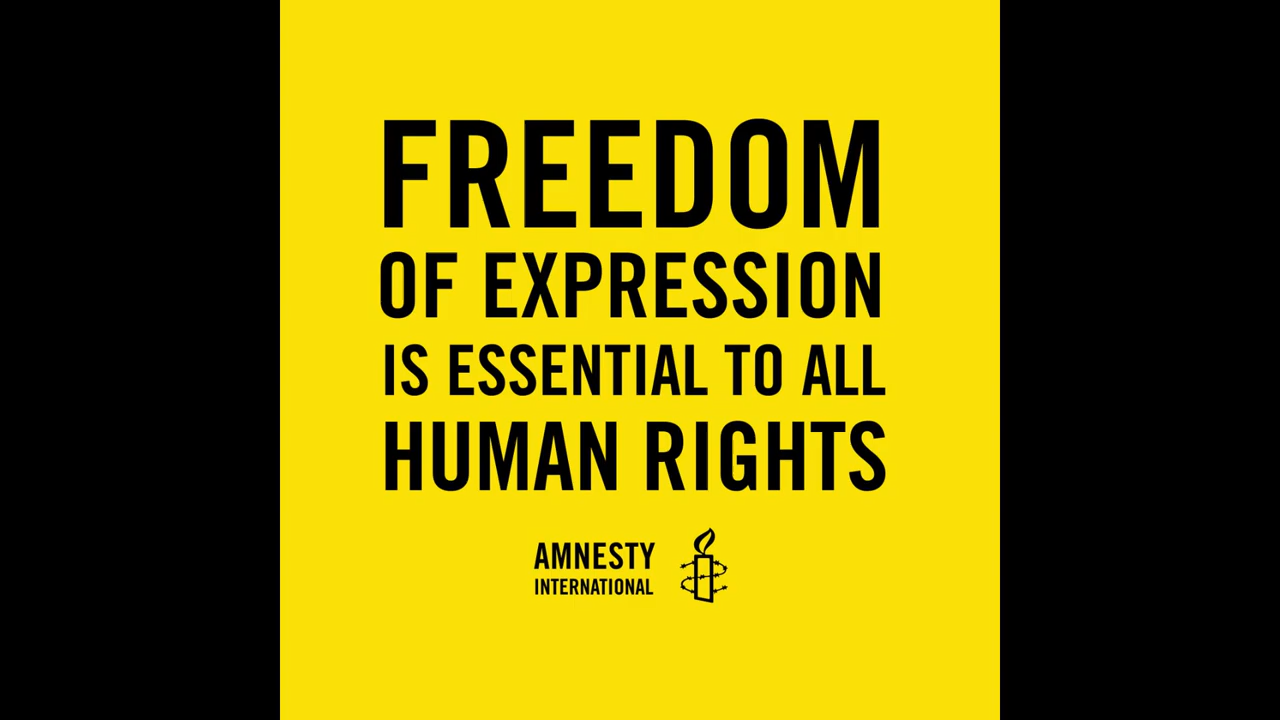 FREEDOM
OF EXPRESSION
IS ESSENTIAL TO ALL
HUMAN RIGHTS
AMNESTY
INTERNATIONAL